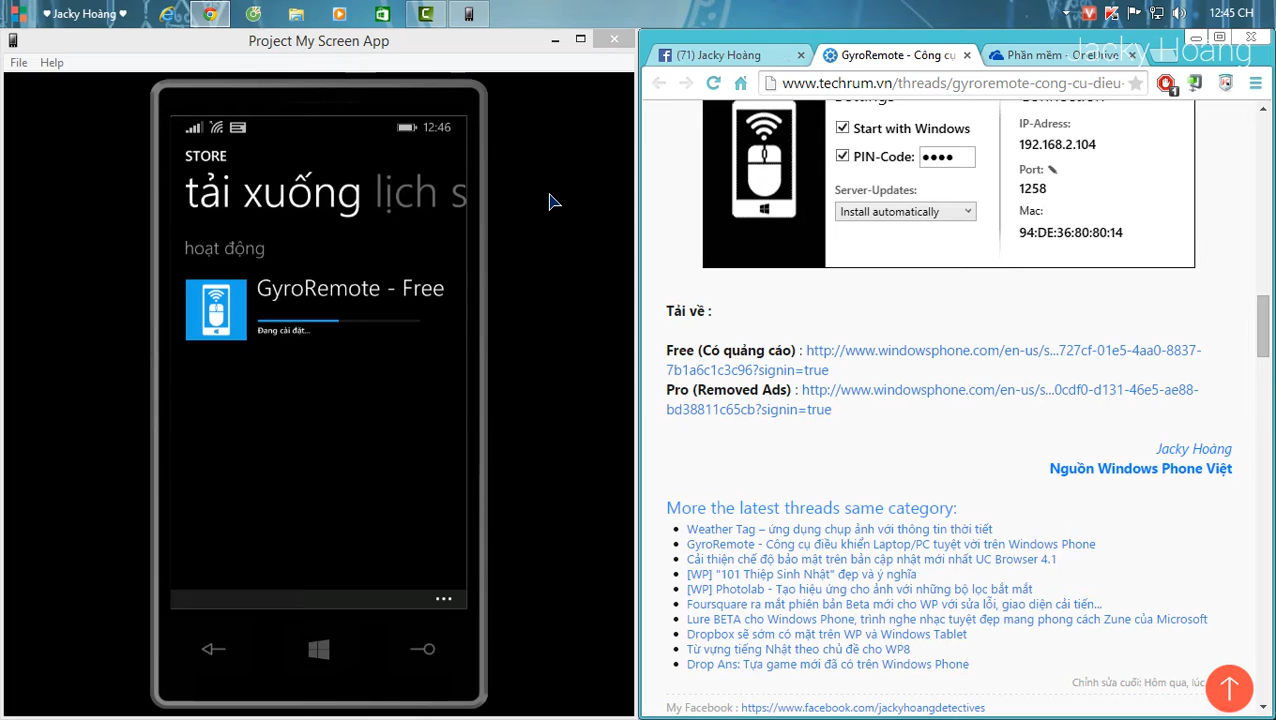 ♥ Jacky Hoàng ♥
12:45 CH
Project My Screen App
File Help
12:46
STORE
tải xuống lịch s
hoạt động
GyroRemote - Free
Đang cài đặt...
(71) Jacky Hoàng
GyroRemote - Công cụ
Phần mềm - OneDrive
Jacky Hoang
www.techrum.vn/threads/gyroremote-cong-cu-dieu-
1
Settings
Connection
Start with Windows
PIN-Code: ●●●●
Server-Updates:
Install automatically
IP-Adress:
192.168.2.104
Port:
1258
Mac:
94:DE:36:80:80:14
Tải về :
Free (Có quảng cáo) : http://www.windowsphone.com/en-us/s...727cf-01e5-4aa0-8837-
7b1a6c1c3c96?signin=true
Pro (Removed Ads) : http://www.windowsphone.com/en-us/s...0cdf0-d131-46e5-ae88-
bd38811c65cb?signin=true
Jacky Hoàng
Nguồn Windows Phone Việt
More the latest threads same category:
Weather Tag – ứng dụng chụp ảnh với thông tin thời tiết
GyroRemote - Công cụ điều khiển Laptop/PC tuyệt vời trên Windows Phone
Cải thiện chế độ bảo mật trên bản cập nhật mới nhất UC Browser 4.1
[WP] "101 Thiệp Sinh Nhật" đẹp và ý nghĩa
[WP] Photolab - Tạo hiệu ứng cho ảnh với những bộ lọc bắt mắt
Foursquare ra mắt phiên bản Beta mới cho WP với sửa lỗi, giao diện cải tiến...
Lure BETA cho Windows Phone, trình nghe nhạc tuyệt đẹp mang phong cách Zune của Microsoft
Dropbox sẽ sớm có mặt trên WP và Windows Tablet
Từ vựng tiếng Nhật theo chủ đề cho WP8
Drop Ans: Tựa game mới đã có trên Windows Phone
Chỉnh sửa cuối: Hôm qua, lúc
My Facebook : https://www.facebook.com/jackyhoangdetectives